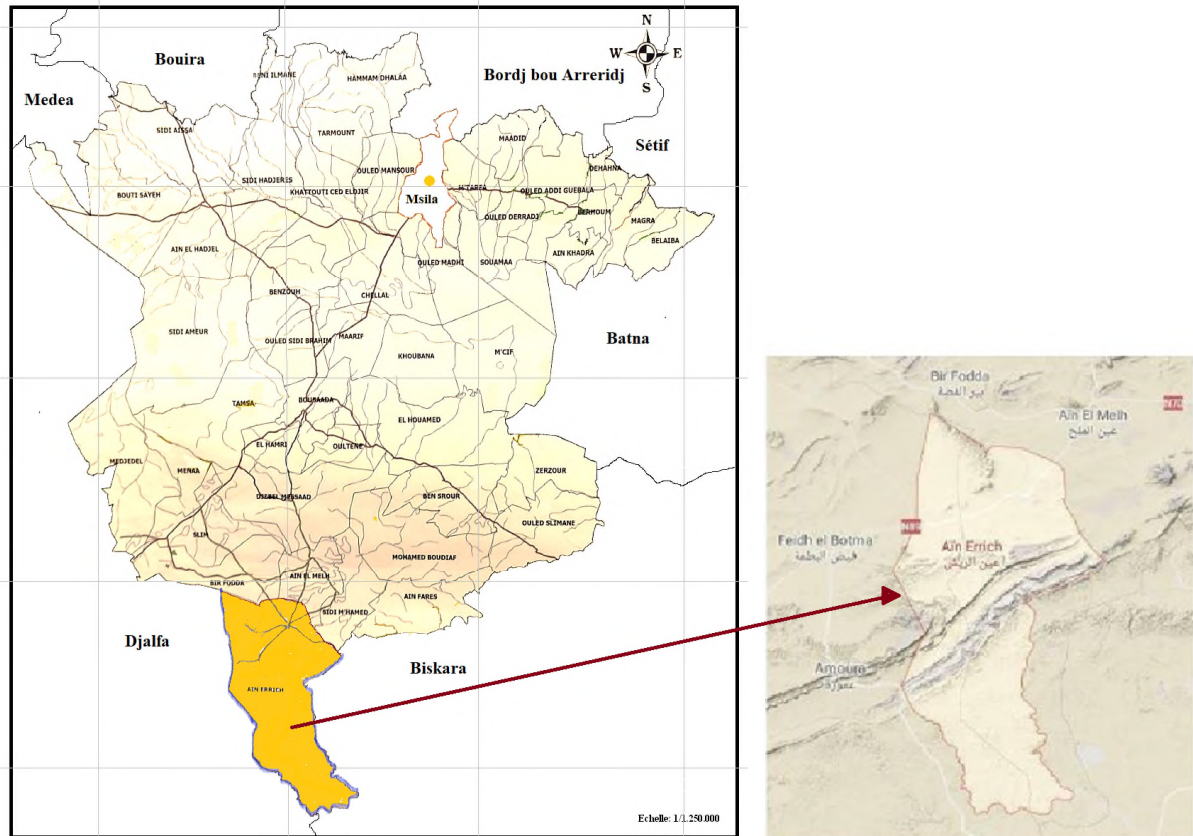 N
W E
S
Bouira
Bordj bou Arreridj
Medea
Sétif
HAMMAM DHALAA
SIDI AISSA
TARMOUNT
MAADID
DEHAHNA
OULED MANSOUR
SIDI HADJERIS
KHATTOUTI CED ELDJIR
M'TARFA
OULED ADDI GUEBALA
BOUTI SAYEH
Msila
OULED DERRADJ
BERHOUM
MAGRA
BELAIBA
AIN EL HADJEL
OULED MADHI
SOUAMAA
AIN KHADRA
BENZOUH
CHELLAL
SIDI AMEUR
OULED SIDI BRAHIM
MAARIF
KHOUBANA
M'CIF
Batna
TAMSA
BOUSAADA
EL HOUAMED
EL HAMRI
OULTENE
MEDJEDEL
MENAA
ZERZOUR
DJEBEL MESSAAD
BEN SROUR
OULED SLIMANE
SLIM
MOHAMED BOUDIAF
BIR FODDA
AIN EL MELH
AIN FARES
SIDI M'HAMED
Djalfa
Biskara
AIN ERRICH
Echelle: 1/1.250.000
Bir Fodda
بير الفضة
Aïn El Melh
عين الملح
N70
N89
Feidh el Botma
فيض البطمة
Aïn Errich
عين الريش
Amoura
عمورة